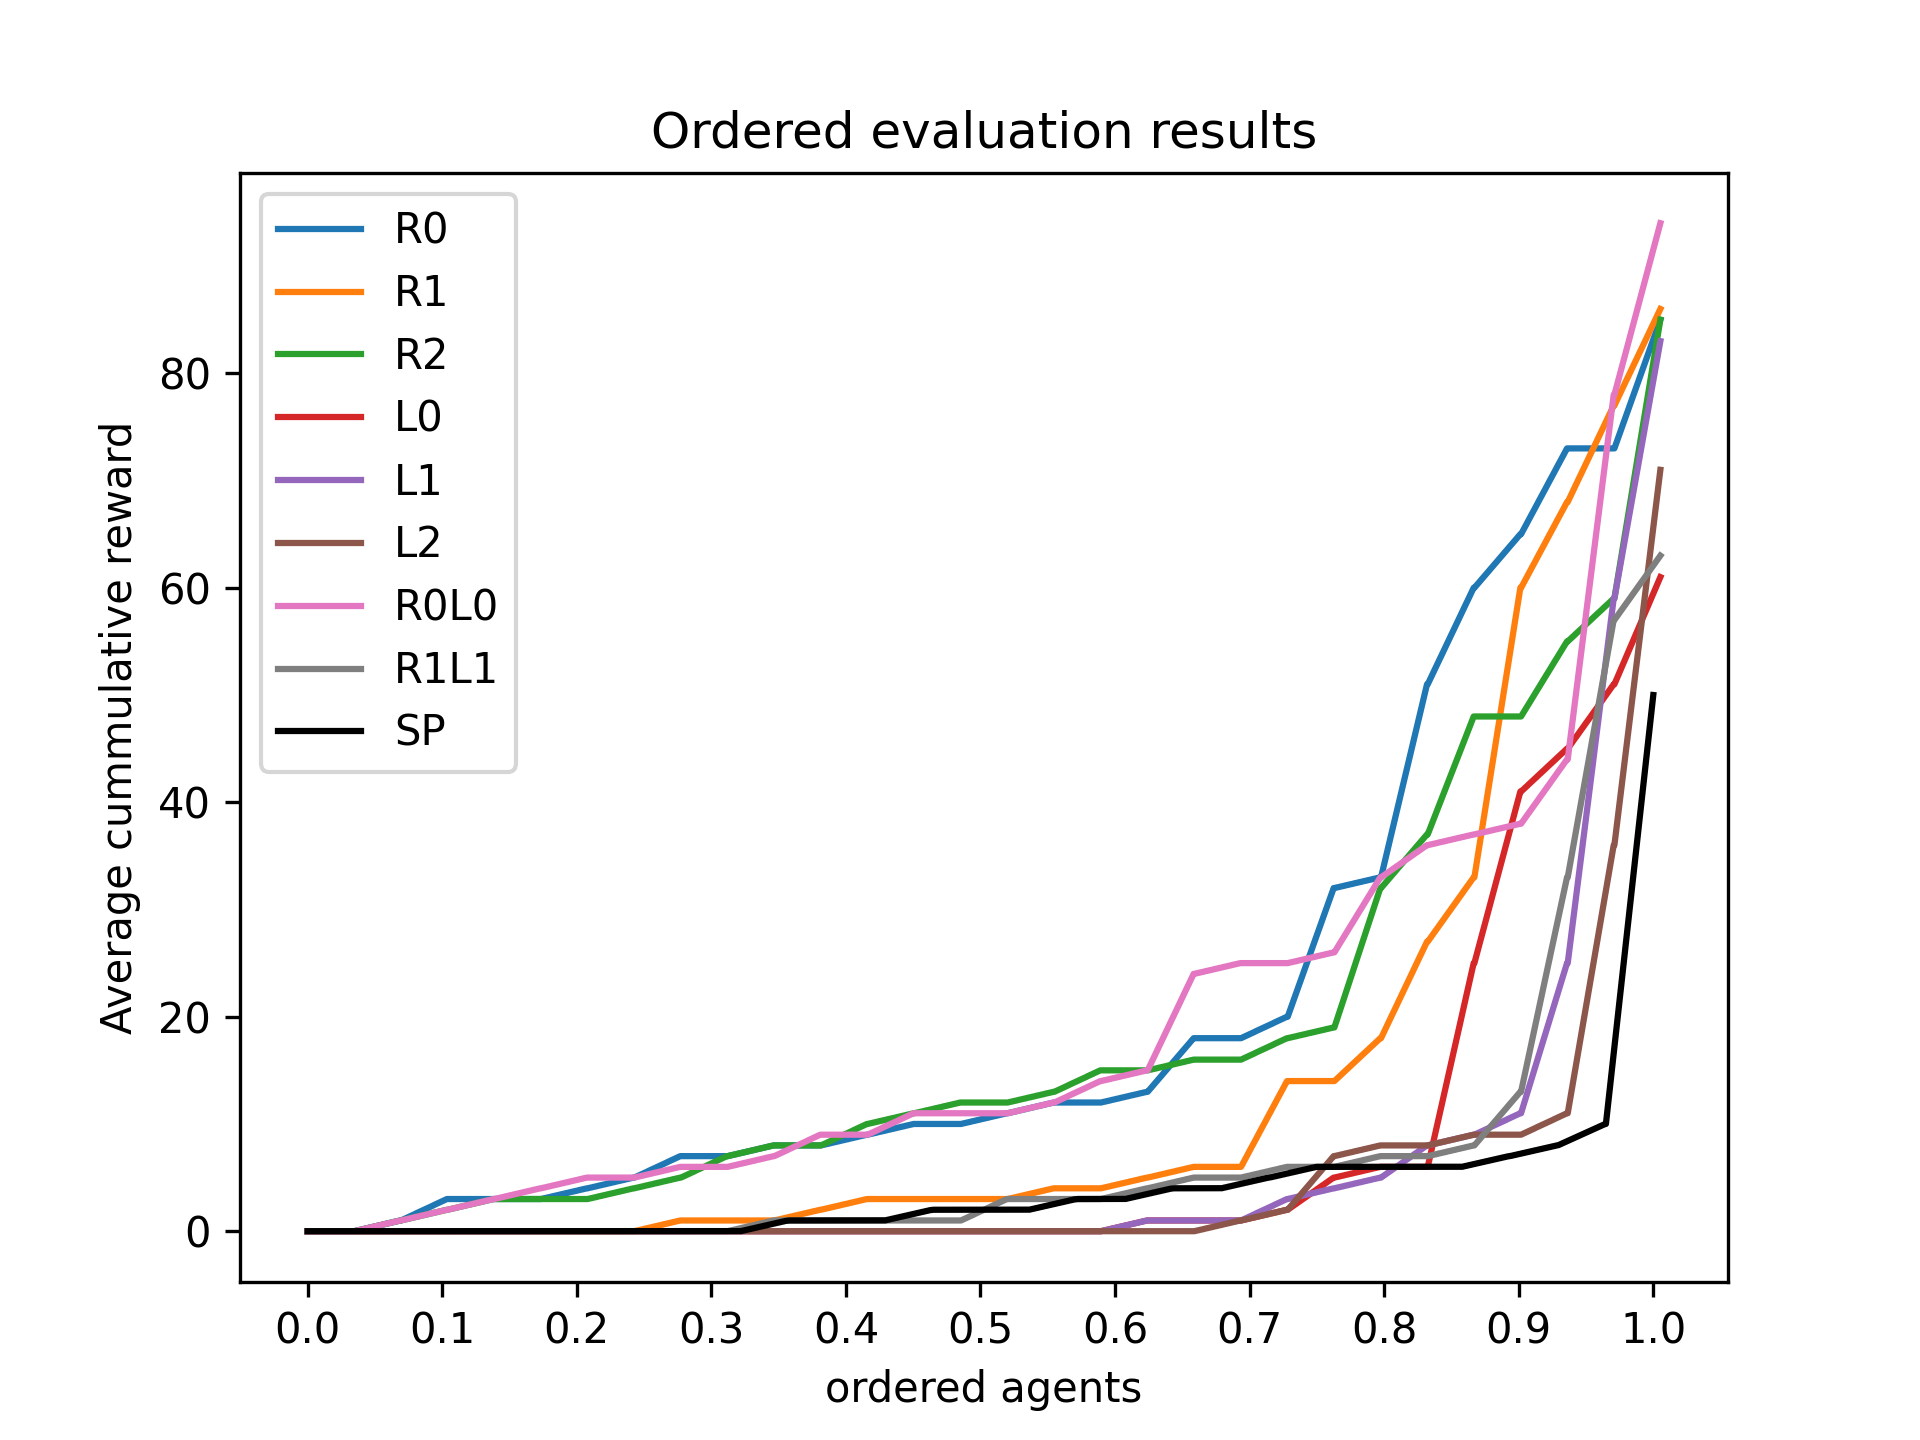 Ordered evaluation results
R0
R1
R2
L0
L1
L2
R0L0
R1L1
SP
Average cummulative reward
80
60
40
20
0
0.0 0.1 0.2 0.3 0.4 0.5 0.6 0.7 0.8 0.9 1.0
ordered agents